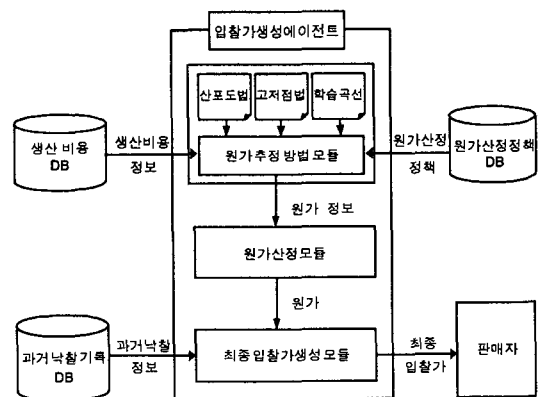 입찰가생성에이전트
산포도법
고저점법
학습곡선
생산 비용
DB
생산비용
정보
원가추정 방법 모듈
원가산정
정책
원가산정정책
DB
원가 정보
원가산정모듈
원가
과거낙찰기록
DB
과거낙찰
정보
최종입찰가생성모듈
최종
입찰가
판매자